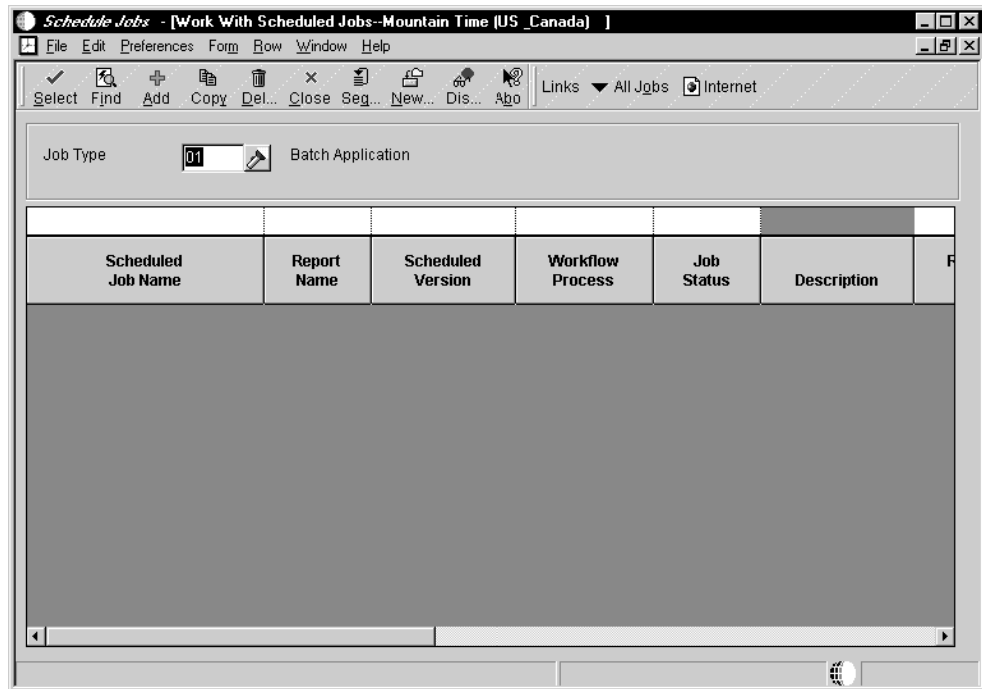 Schedule Jobs - [Work With Scheduled Jobs--Mountain Time (US _Canada) ]
File Edit Preferences Form Row Window Help
Select Find Add Copy Del... Close Seq... New... Dis... Abo Links All Jobs Internet
Job Type 01 Batch Application
Scheduled Job Name Report Name Scheduled Version Workflow Process Job Status Description